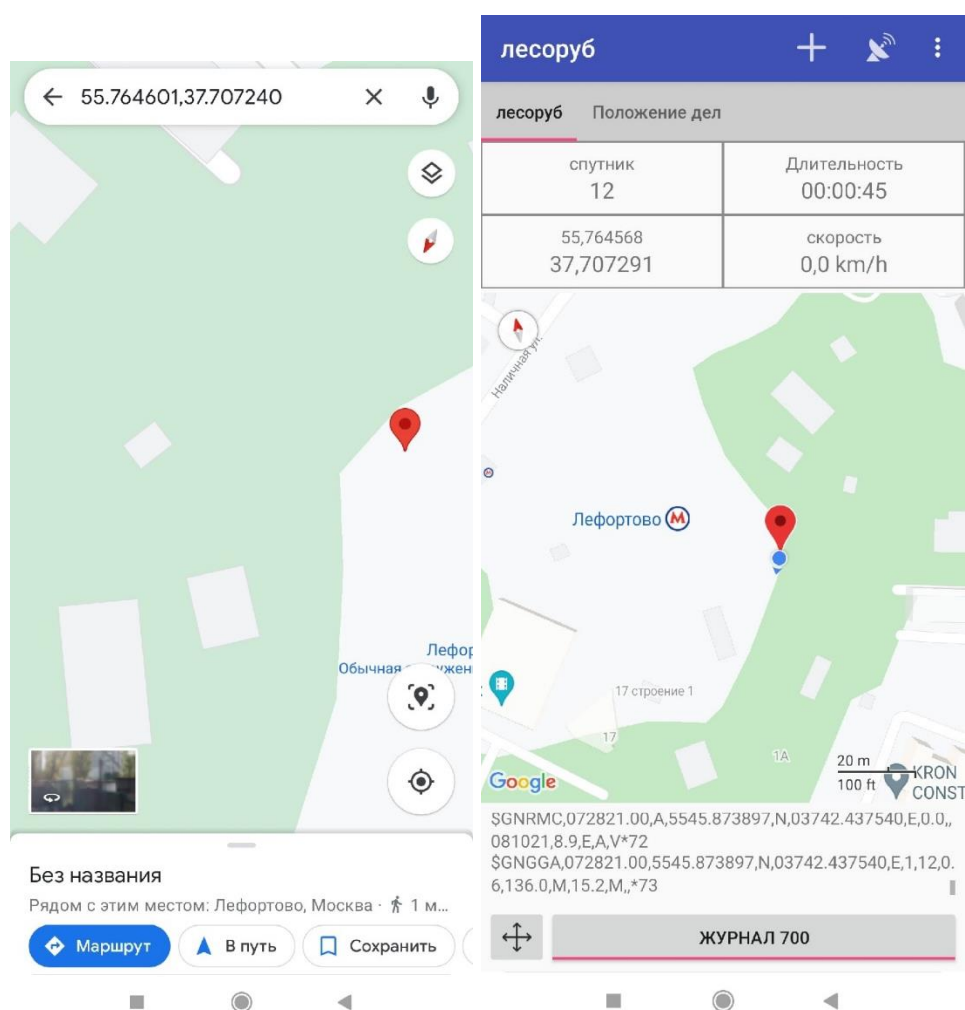 55.764601,37.707240
Лефор
Обычная
Без названия
Рядом с этим местом: Лефортово, Москва · 1 м...
Маршрут
В путь
Сохранить
лесоруб
лесоруб
Положение дел
спутник
12
Длительность
00:00:45
55,764568
37,707291
скорость
0,0 km/h
Наличная ул.
Лефортово
М
17 строение 1
17
1А
20 m
100 ft
Google
KRON
CONST
$GNRMC,072821.00,A,5545.873897,N,03742.437540,E,0.0,,
081021,8.9,E,A,V*72
$GNGGA,072821.00,5545.873897,N,03742.437540,E,1,12,0.
6,136.0,M,15.2,M,,*73
ЖУРНАЛ 700